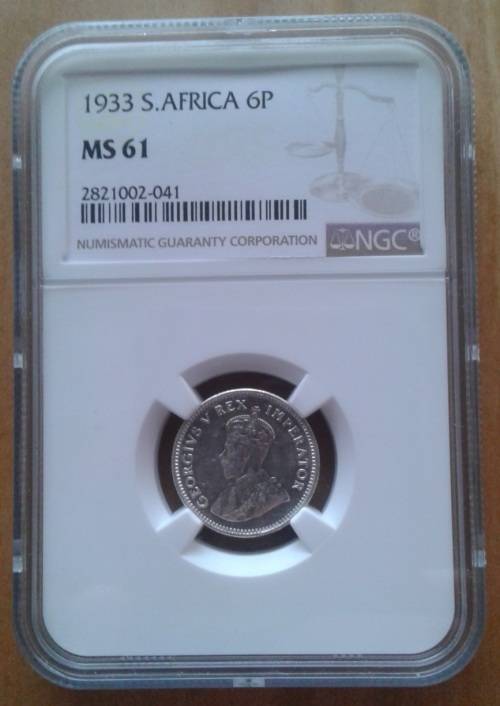 1933 S.AFRICA 6P
MS 61
2821002-041
NUMISMATIC GUARANTY CORPORATION
NGC®
GEORGIVS V REX IMPERATOR